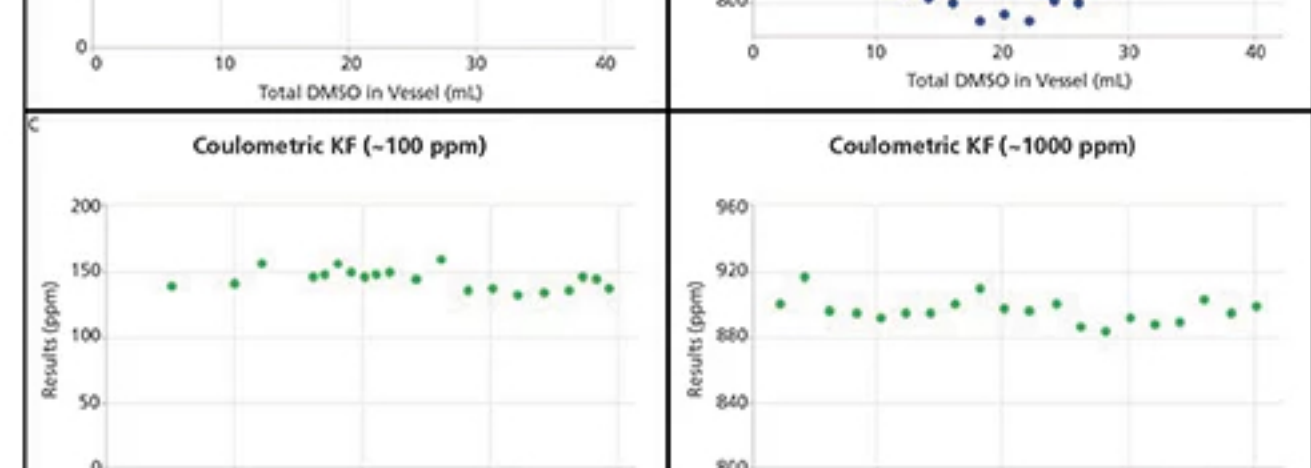 0
0 10 20 30 40
Total DMSO in Vessel (mL)
800
0 10 20 30 40
Total DMSO in Vessel (mL)
C
Coulometric KF (~100 ppm)
200
150
100
50
0
Results (ppm)
Coulometric KF (~1000 ppm)
960
920
880
840
800
Results (ppm)